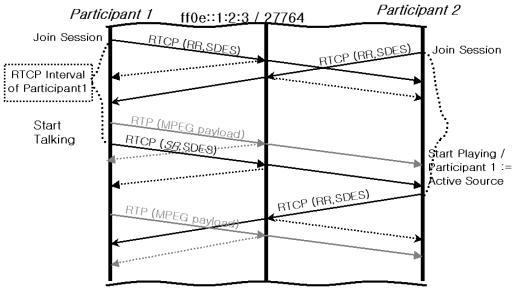 Participant 1
ff0e::1:2:3 / 27764
Participant 2
Join Session
RTCP (RR,SDES)
RTCP (RR,SDES)
Join Session
RTCP Interval
of Participant1
Start
Talking
RTP (MPEG payload)
RTCP (SR,SDES)
Start Playing /
Participant 1 :=
Active Source
RTCP (RR,SDES)
RTP (MPEG payload)